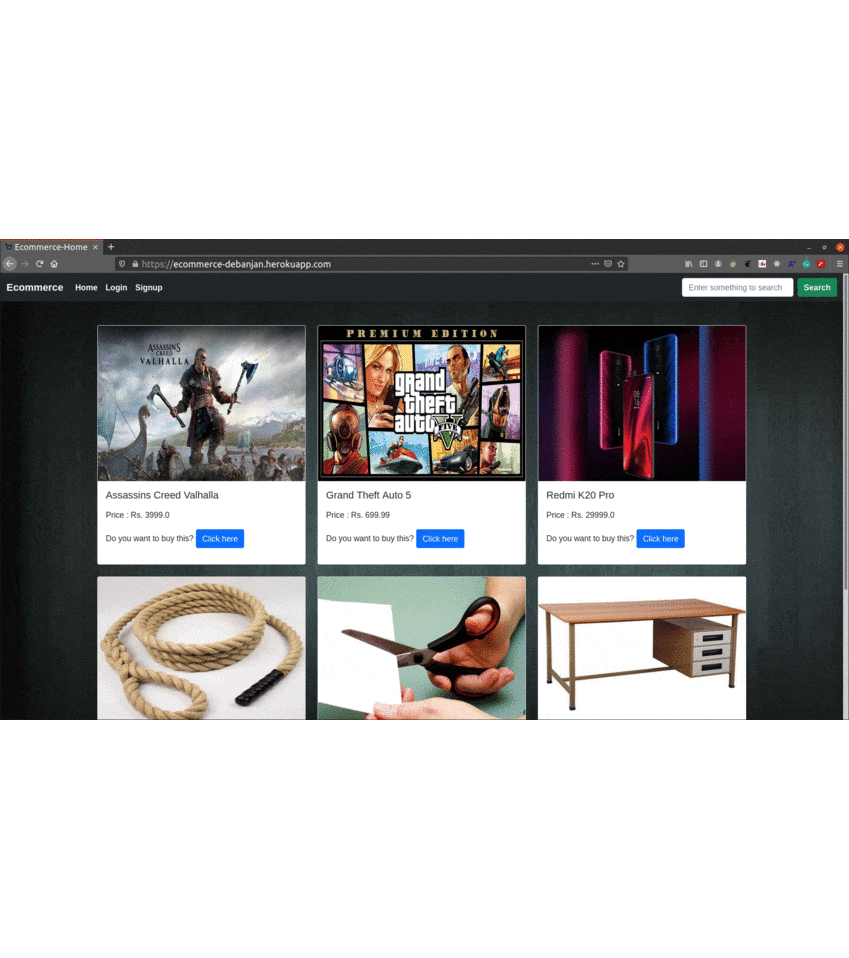 Ecommerce-Home
https://ecommerce-debanjan.herokuapp.com
Ecommerce Home Login Signup Enter something to search Search
ASSASSIN'S
CREED
VALHALLA
PREMIUM EDITION
grand
theft
auto
V
FIVE
Assassins Creed Valhalla
Price : Rs. 3999.0
Do you want to buy this? Click here
Grand Theft Auto 5
Price : Rs. 699.99
Do you want to buy this? Click here
Redmi K20 Pro
Price : Rs. 29999.0
Do you want to buy this? Click here